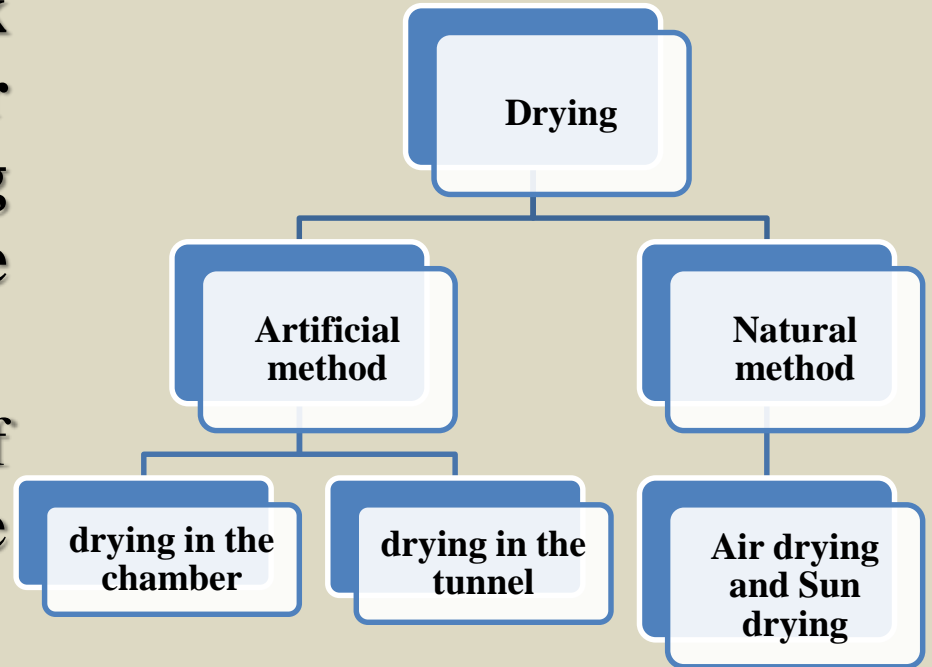 Drying
Artificial
method
Natural
method
drying in the
chamber
drying in the
tunnel
Air drying
and Sun
drying